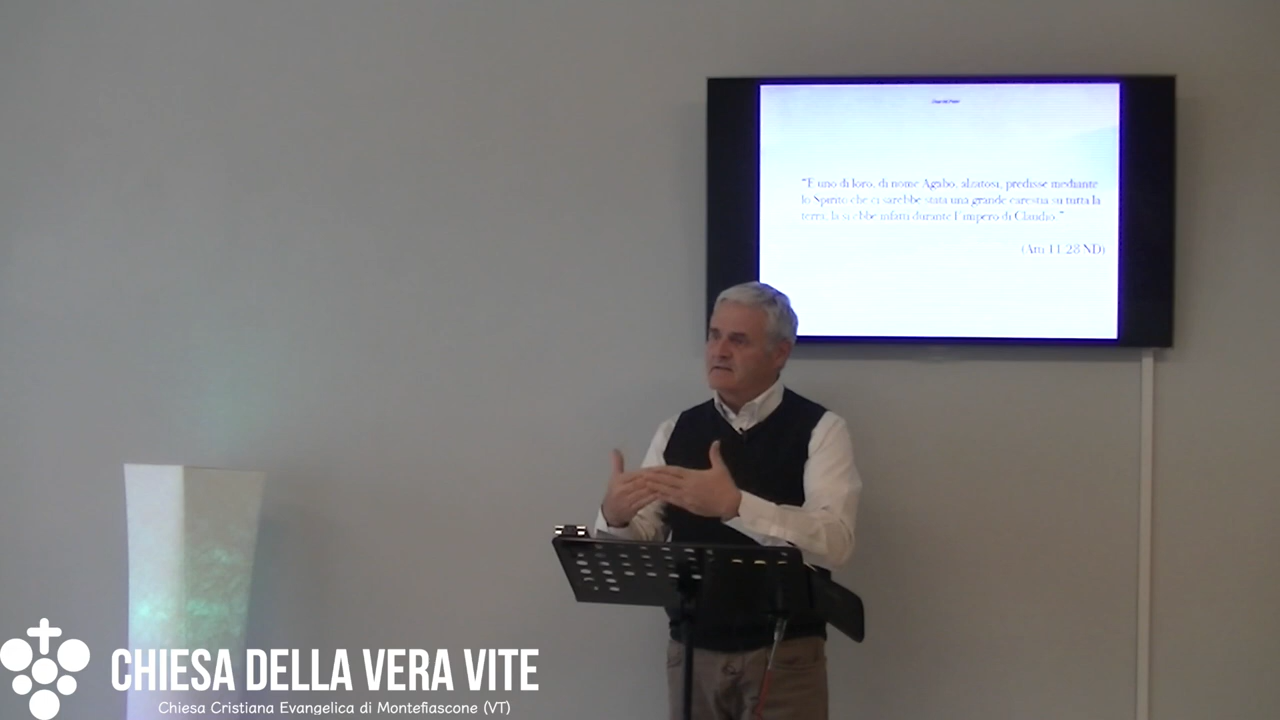 "E uno di loro, di nome Agabo, alzatosi, predisse mediante
lo Spirito che ci sarebbe stata una grande carestia su tutta la
terra; la si ebbe infatti durante l'impero di Claudio."
(Atti 11:28 ND)
CHIESA DELLA VERA VITE
Chiesa Cristiana Evangelica di Montefiascone (VT)